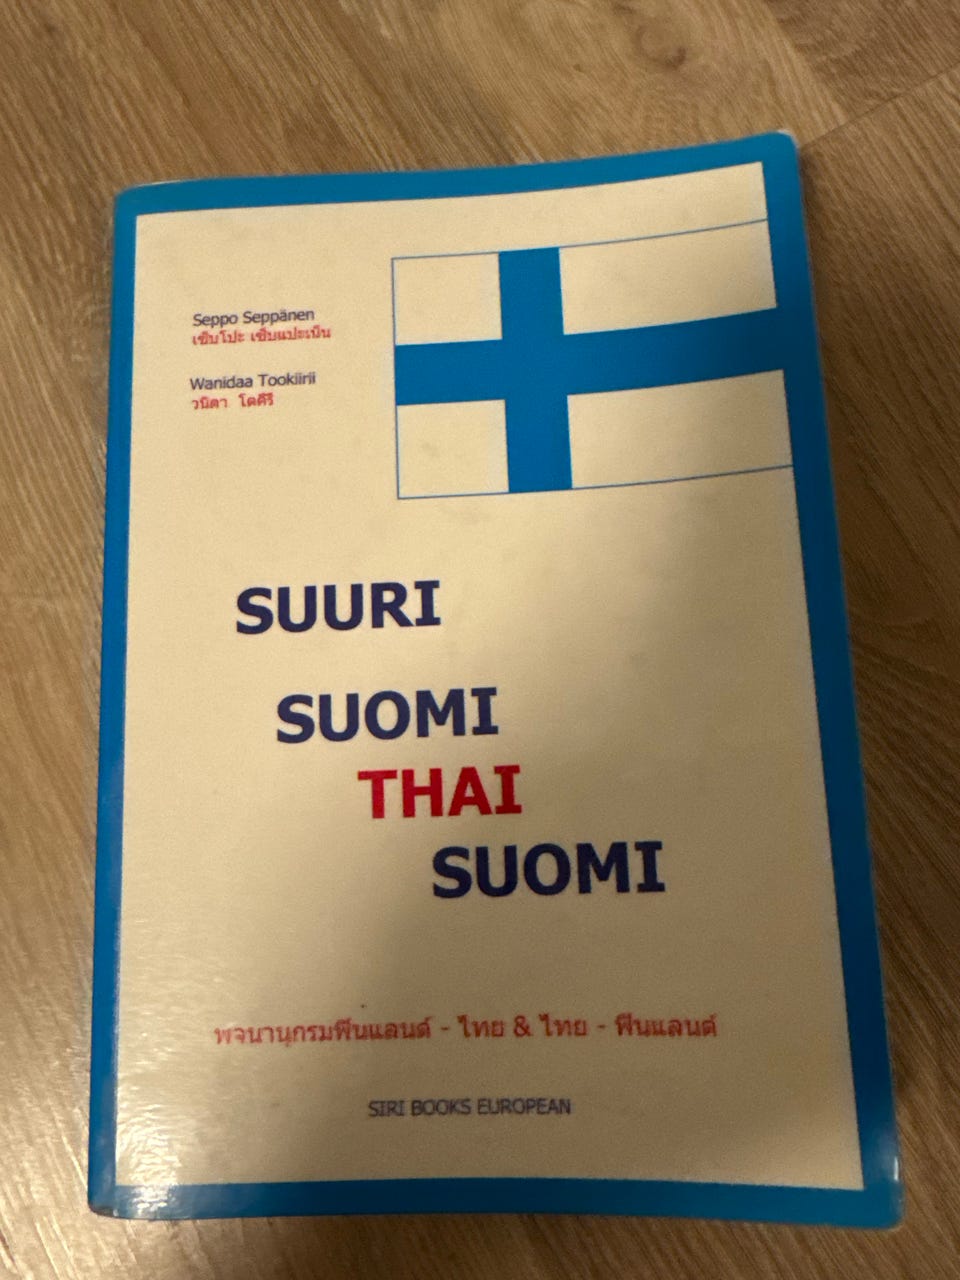 Seppo Seppänen
เซ็บโปะ เซ็บแปะเน็น
Wanidaa Tookiirii
วนิดา โตคีรี
SUURI
SUOMI
THAI
SUOMI
พจนานุกรมฟินแลนด์ - ไทย & ไทย - ฟินแลนด์
SIRI BOOKS EUROPEAN